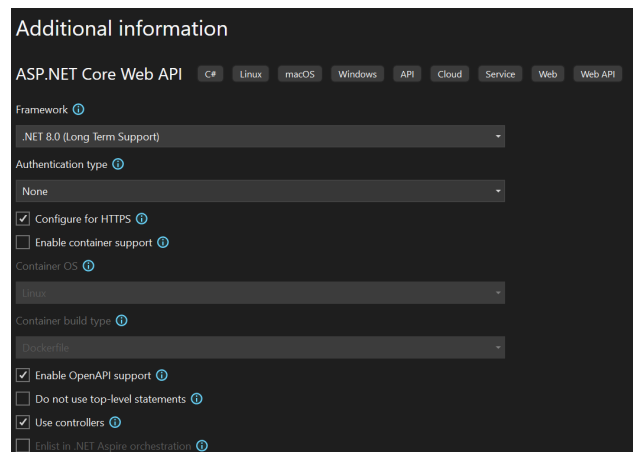 Additional information
ASP.NET Core Web API C# Linux macOS Windows API Cloud Service Web Web API
Framework
.NET 8.0 (Long Term Support)
Authentication type
None
Configure for HTTPS
Enable container support
Container OS
Linux
Container build type
Dockerfile
Enable OpenAPI support
Do not use top-level statements
Use controllers
Enlist in .NET Aspire orchestration